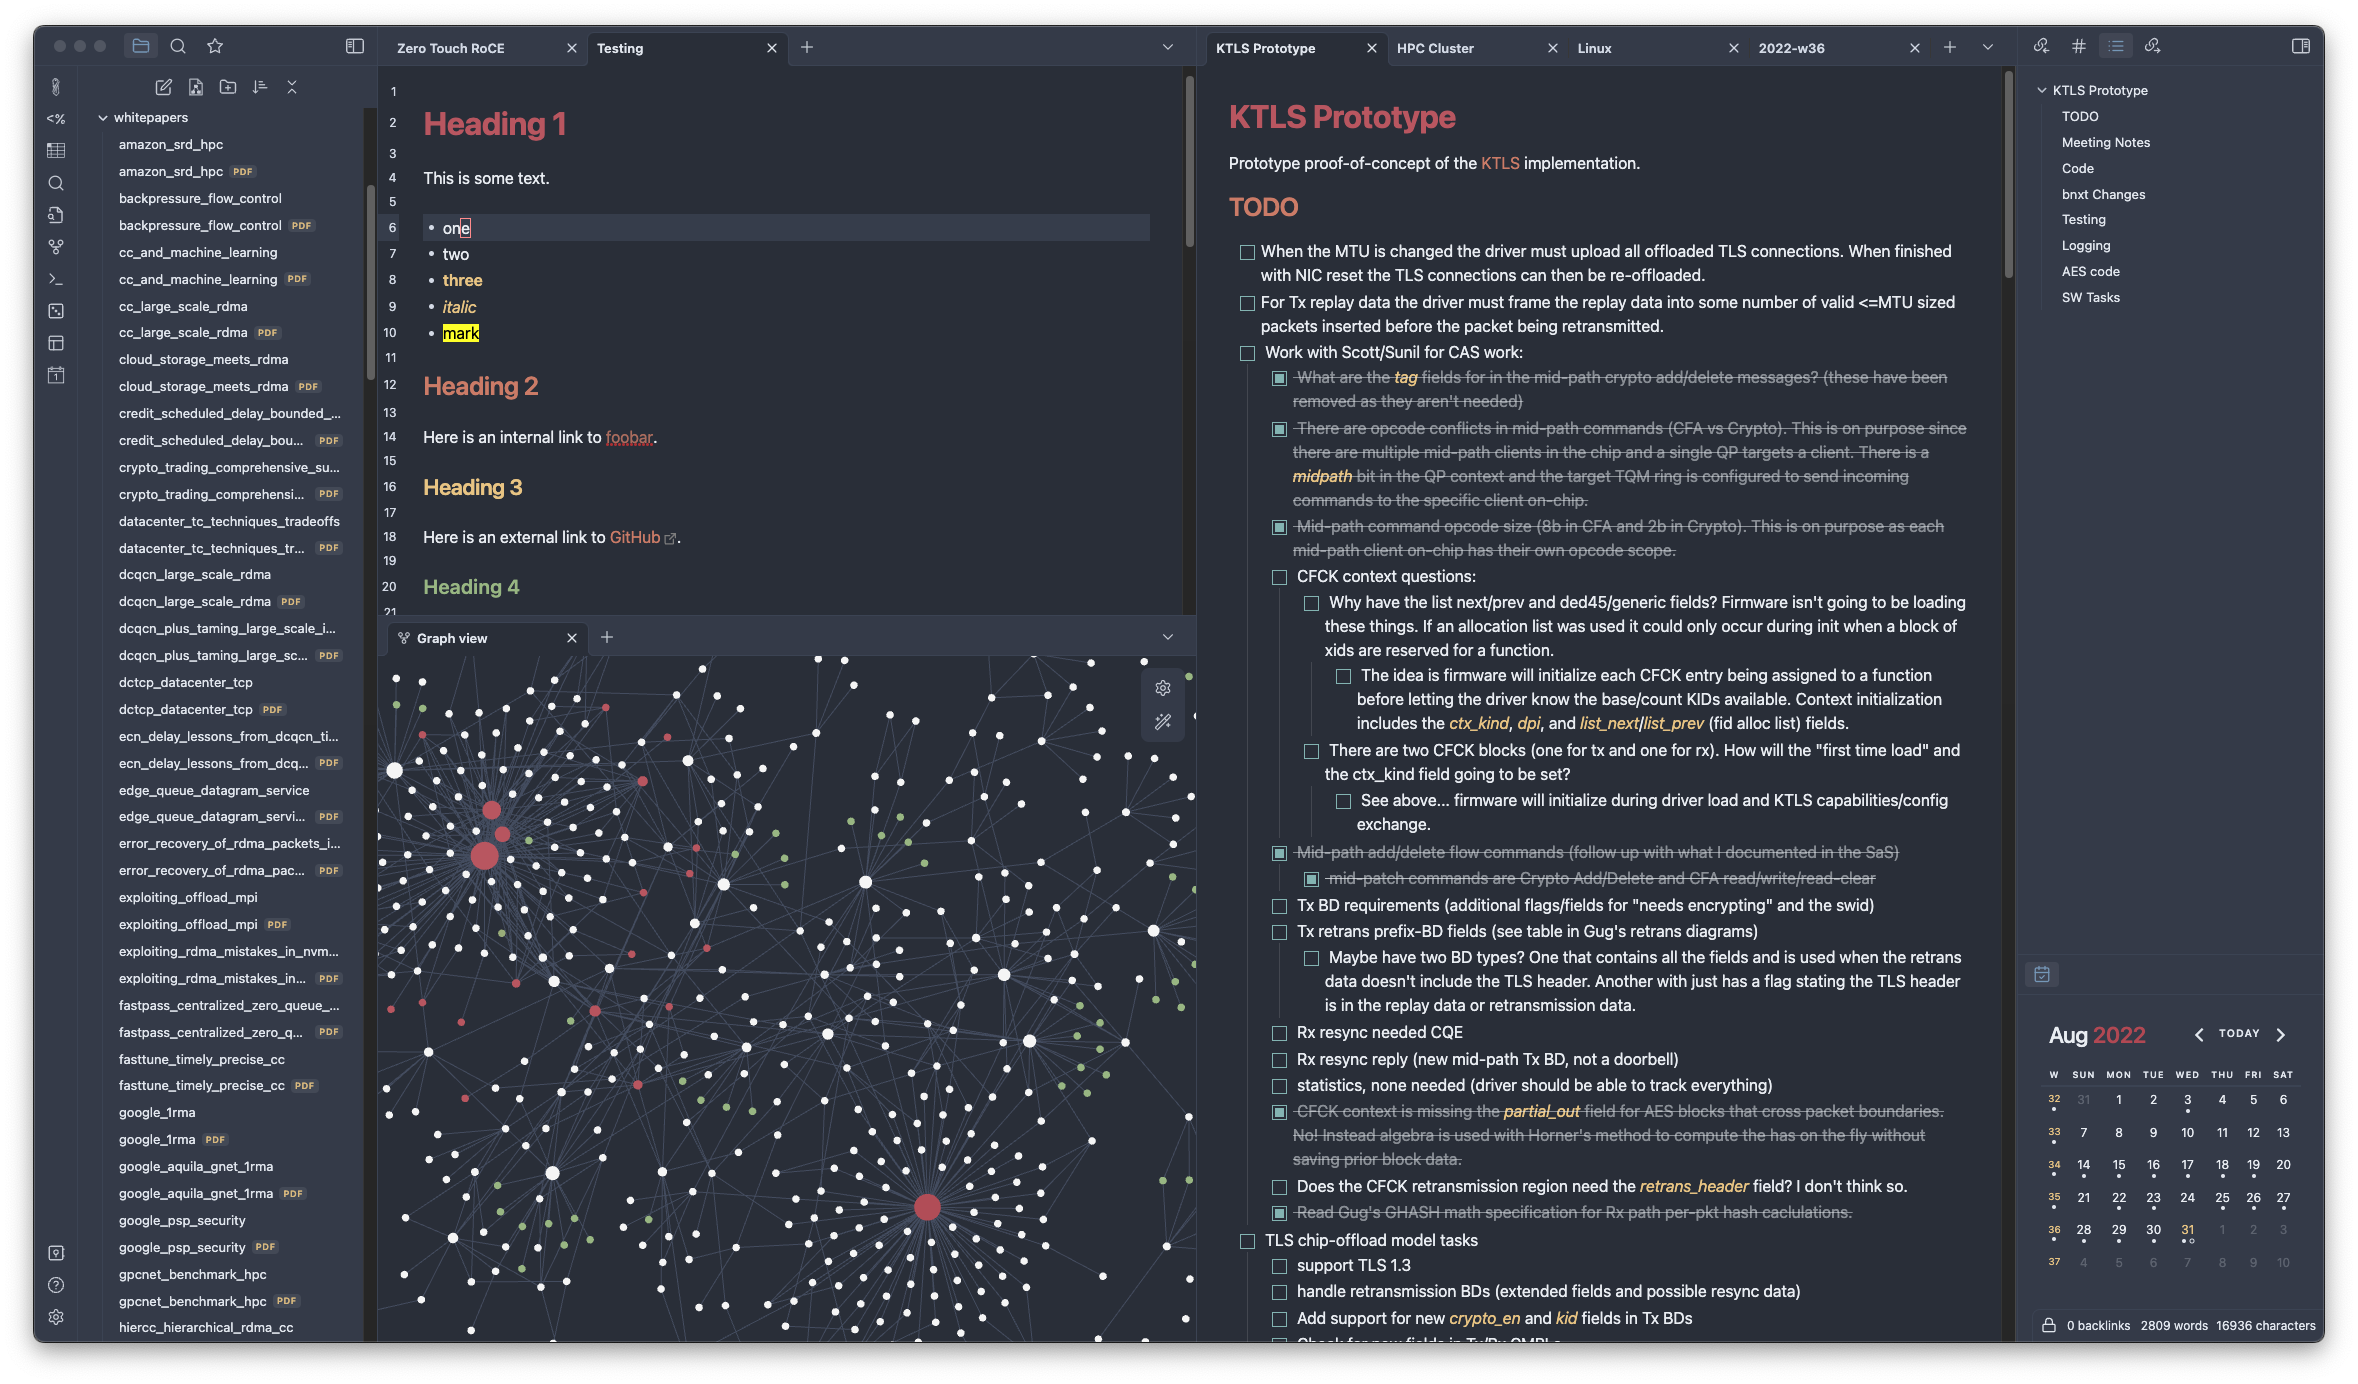 Zero Touch RoCE
Testing
KTLS Prototype
HPC Cluster
Linux
2022-w36
whitepapers
amazon_srd_hpc
amazon_srd_hpc PDF
backpressure_flow_control
backpressure_flow_control PDF
cc_and_machine_learning
cc_and_machine_learning PDF
cc_large_scale_rdma
cc_large_scale_rdma PDF
cloud_storage_meets_rdma
cloud_storage_meets_rdma PDF
credit_scheduled_delay_bounded_...
credit_scheduled_delay_bou... PDF
crypto_trading_comprehensive_su...
crypto_trading_comprehensi... PDF
datacenter_tc_techniques_tradeoffs
datacenter_tc_techniques_tr... PDF
dcqcn_large_scale_rdma
dcqcn_large_scale_rdma PDF
dcqcn_plus_taming_large_scale_i...
dcqcn_plus_taming_large_sc... PDF
dctcp_datacenter_tcp
dctcp_datacenter_tcp PDF
ecn_delay_lessons_from_dcqcn_ti...
ecn_delay_lessons_from_dcq... PDF
edge_queue_datagram_service
edge_queue_datagram_servi... PDF
error_recovery_of_rdma_packets_i...
error_recovery_of_rdma_pac... PDF
exploiting_offload_mpi
exploiting_offload_mpi PDF
exploiting_rdma_mistakes_in_nvm...
exploiting_rdma_mistakes_in... PDF
fastpass_centralized_zero_queue_...
fastpass_centralized_zero_q... PDF
fasttune_timely_precise_cc
fasttune_timely_precise_cc PDF
google_1rma
google_1rma PDF
google_aquila_gnet_1rma
google_aquila_gnet_1rma PDF
google_psp_security
google_psp_security PDF
gpcnet_benchmark_hpc
gpcnet_benchmark_hpc PDF
hiercc_hierarchical_rdma_cc
1
2 Heading 1
3
4 This is some text.
5
6 • one
7 • two
8 • three
9 • italic
10 • mark
11
12 Heading 2
13
14 Here is an internal link to foobar.
15
16 Heading 3
17
18 Here is an external link to GitHub.
19
20 Heading 4
21
Graph view
KTLS Prototype
Prototype proof-of-concept of the KTLS implementation.
TODO
When the MTU is changed the driver must upload all offloaded TLS connections. When finished
with NIC reset the TLS connections can then be re-offloaded.
For Tx replay data the driver must frame the replay data into some number of valid <=MTU sized
packets inserted before the packet being retransmitted.
Work with Scott/Sunil for CAS work:
What are the tag fields for in the mid-path crypto add/delete messages? (these have been
removed as they aren't needed)
There are opcode conflicts in mid-path commands (CFA vs Crypto). This is on purpose since
there are multiple mid-path clients in the chip and a single QP targets a client. There is a
midpath bit in the QP context and the target TQM ring is configured to send incoming
commands to the specific client on-chip.
Mid-path command opcode size (8b in CFA and 2b in Crypto). This is on purpose as each
mid-path client on-chip has their own opcode scope.
CFCK context questions:
Why have the list next/prev and ded45/generic fields? Firmware isn't going to be loading
these things. If an allocation list was used it could only occur during init when a block of
xids are reserved for a function.
The idea is firmware will initialize each CFCK entry being assigned to a function
before letting the driver know the base/count KIDs available. Context initialization
includes the ctx_kind, dpi, and list_next/list_prev (fid alloc list) fields.
There are two CFCK blocks (one for tx and one for rx). How will the "first time load" and
the ctx_kind field going to be set?
See above... firmware will initialize during driver load and KTLS capabilities/config
exchange.
Mid-path add/delete flow commands (follow up with what I documented in the SaS)
mid-patch commands are Crypto Add/Delete and CFA read/write/read-clear
Tx BD requirements (additional flags/fields for "needs encrypting" and the swid)
Tx retrans prefix-BD fields (see table in Gug's retrans diagrams)
Maybe have two BD types? One that contains all the fields and is used when the retrans
data doesn't include the TLS header. Another with just has a flag stating the TLS header
is in the replay data or retransmission data.
Rx resync needed CQE
Rx resync reply (new mid-path Tx BD, not a doorbell)
statistics, none needed (driver should be able to track everything)
CFCK context is missing the partial_out field for AES blocks that cross packet boundaries.
No! Instead algebra is used with Horner's method to compute the has on the fly without
saving prior block data.
Does the CFCK retransmission region need the retrans_header field? I don't think so.
Read Gug's GHASH math specification for Rx path per-pkt hash caclulations.
TLS chip-offload model tasks
support TLS 1.3
handle retransmission BDs (extended fields and possible resync data)
Add support for new crypto_en and kid fields in Tx BDs
KTLS Prototype
TODO
Meeting Notes
Code
bnxt Changes
Testing
Logging
AES code
SW Tasks
Aug 2022 TODAY
W SUN MON TUE WED THU FRI SAT
32 31 1 2 3 4 5 6
33 7 8 9 10 11 12 13
34 14 15 16 17 18 19 20
35 21 22 23 24 25 26 27
36 28 29 30 31 1 2 3
37 4 5 6 7 8 9 10
0 backlinks 2809 words 16936 characters